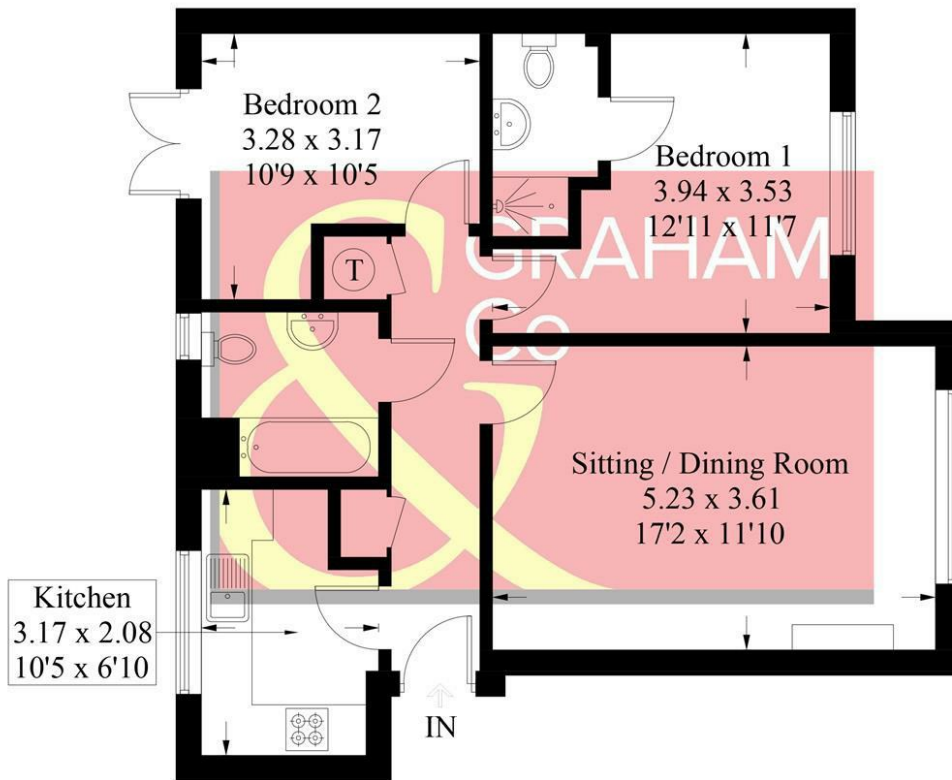 Bedroom 2
3.28 x 3.17
10'9 x 10'5
Bedroom 1
3.94 x 3.53
12'11 x 11'7
T
& GRAHAM
Co
Sitting / Dining Room
5.23 x 3.61
17'2 x 11'10
Kitchen
3.17 x 2.08
10'5 x 6'10
IN